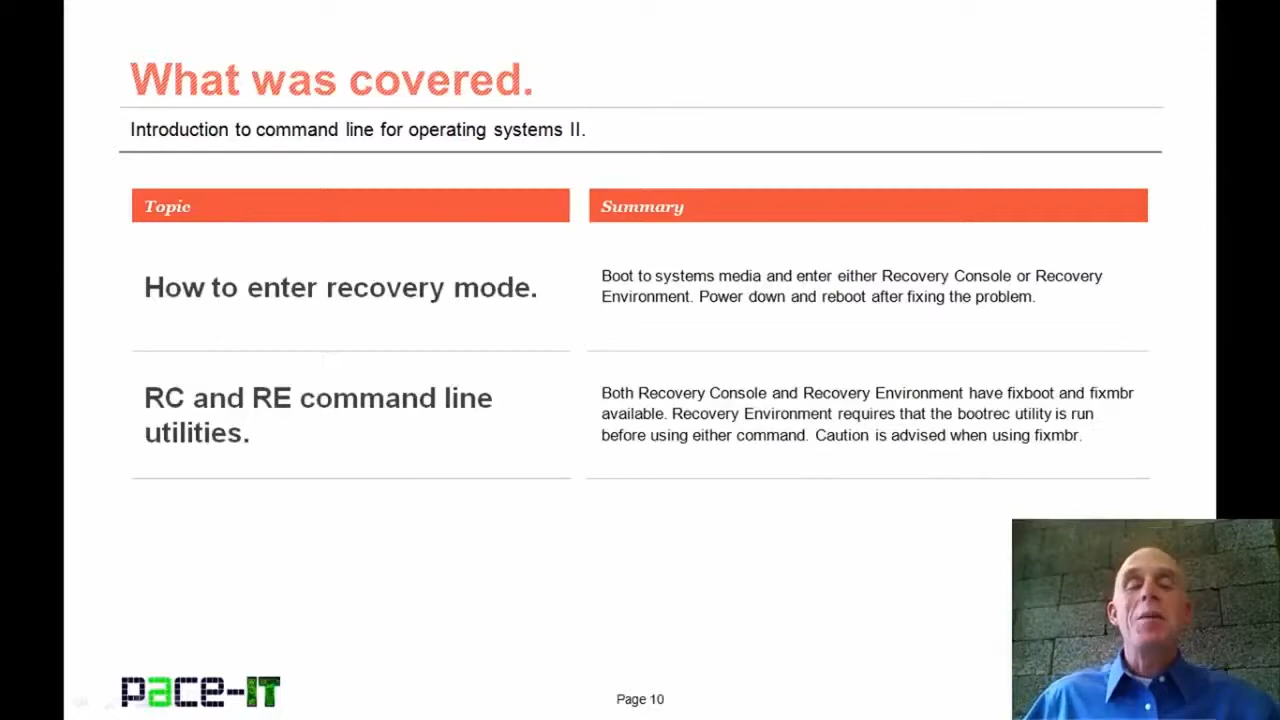 What was covered.
Introduction to command line for operating systems II.
Topic
Summary
How to enter recovery mode.
Boot to systems media and enter either Recovery Console or Recovery
Environment. Power down and reboot after fixing the problem.
RC and RE command line
utilities.
Both Recovery Console and Recovery Environment have fixboot and fixmbr
available. Recovery Environment requires that the bootrec utility is run
before using either command. Caution is advised when using fixmbr.
pace-IT
Page 10